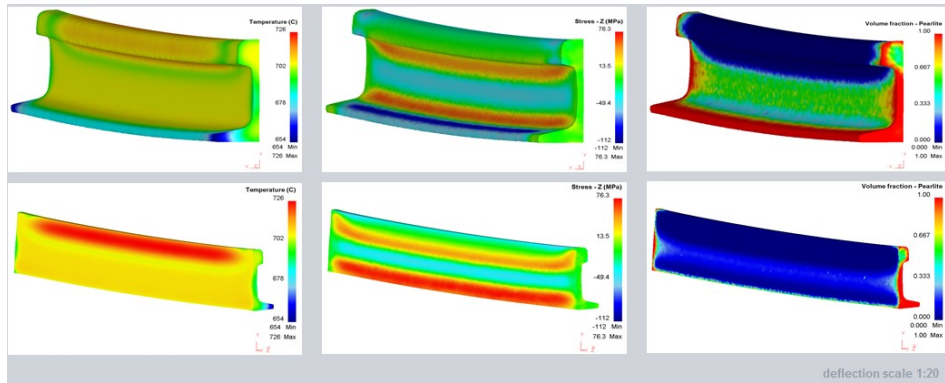 Temperature (C)
726
702
678
654
654 Min
726 Max
Stress - Z (MPa)
76.3
13.5
-49.4
-112
-112 Min
76.3 Max
Volume fraction - Pearlite
1.00
0.667
0.333
0.000
0.000 Min
1.00 Max
Temperature (C)
726
702
678
654
654 Min
726 Max
Stress - Z (MPa)
76.3
13.5
-49.4
-112
-112 Min
76.3 Max
Volume fraction - Pearlite
1.00
0.667
0.333
0.000
0.000 Min
1.00 Max
deflection scale 1:20